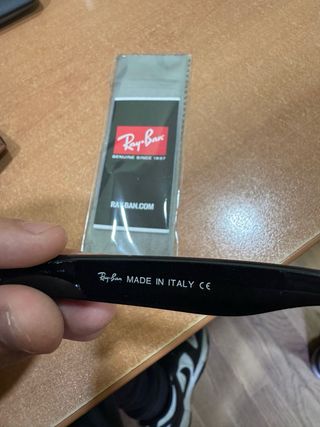 Ray-Ban
GENUINE SINCE 1937
RAY-BAN.COM
Ray-Ban MADE IN ITALY CE